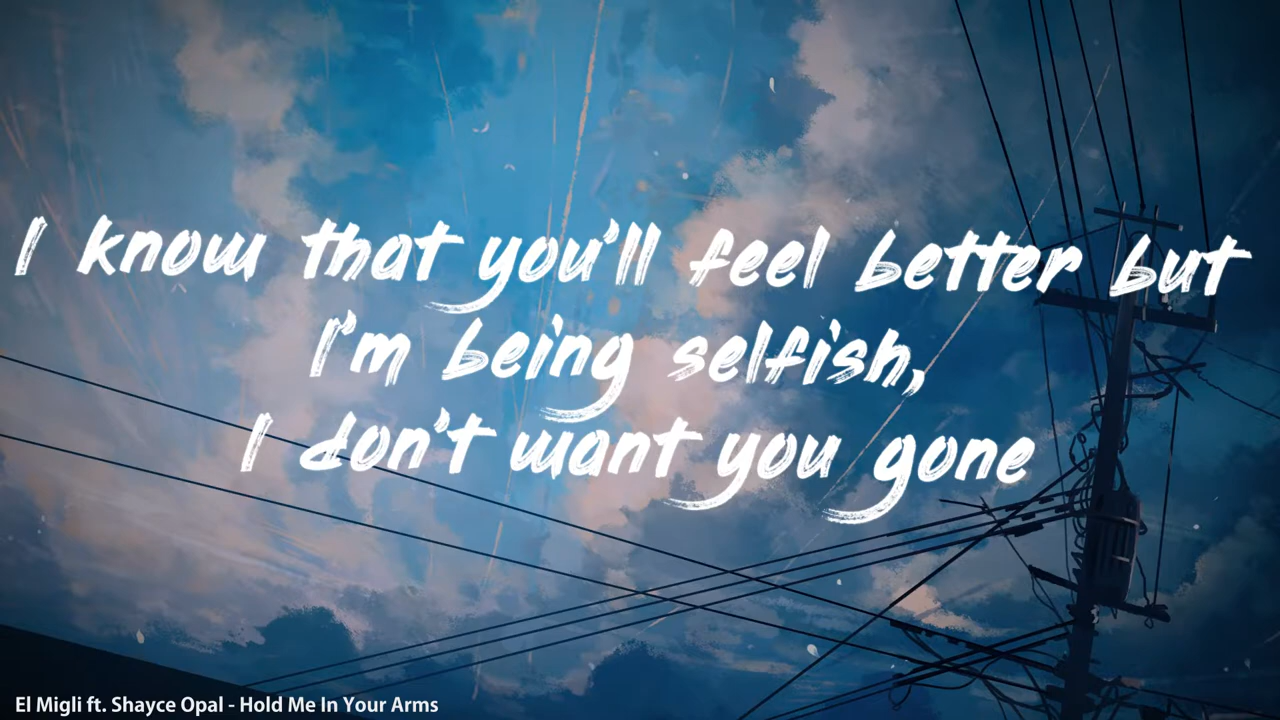 I know that you'll feel better but
I'm being selfish,
I don't want you gone
El Migli ft. Shayce Opal - Hold Me In Your Arms